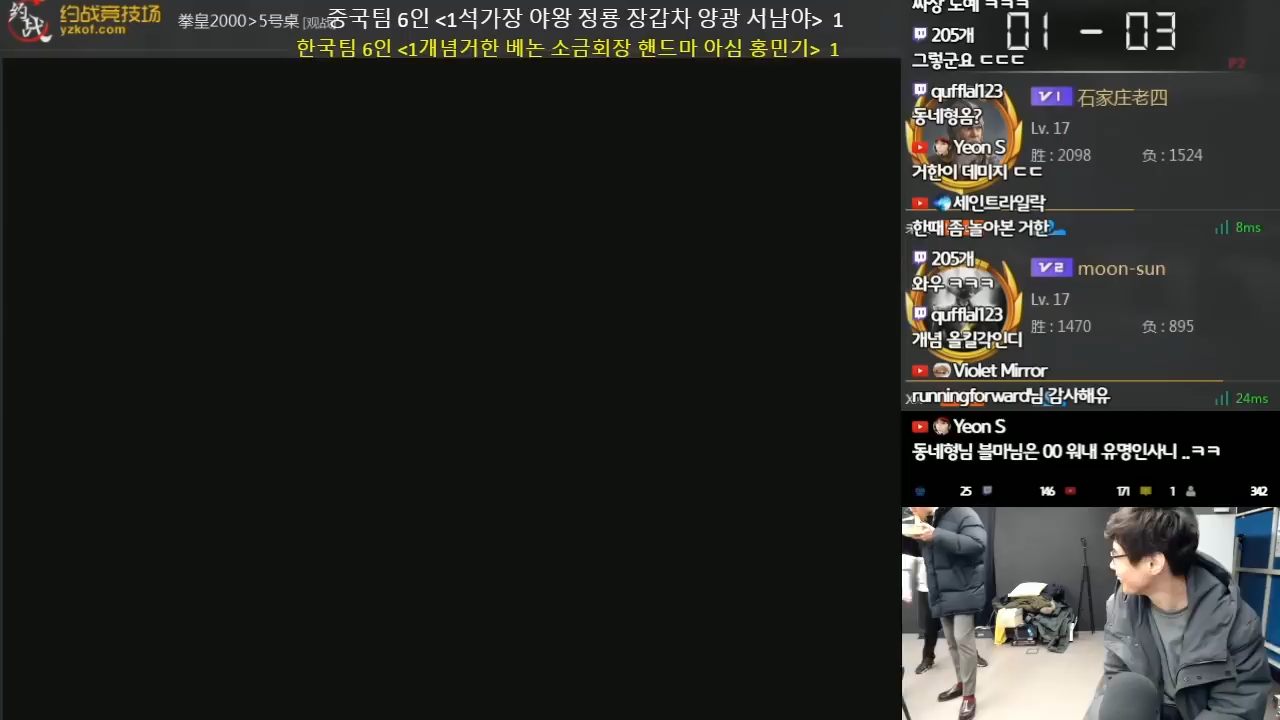 约战竞技场
yzkof.com
约战
拳皇2000>5号桌 [观战]
중국팀 6인 <1석가장 야왕 정룡 장갑차 양광 서남야> 1
한국팀 6인 <1개념거한 베논 소금회장 핸드마 아심 홍민기> 1
01 - 03
P2
205개
그렇군요 ㄷㄷㄷ
qufflal123
동네형옴?
Yeon S
거한이 데미지 ㄷㄷ
세인트라일락
한때 좀 놀아본 거한
205개
와우 ㅋㅋㅋ
qufflal123
개념 올킬각인디
Violet Mirror
runningforward님 감사해유
Yeon S
동네형님 블마님은 00 워내 유명인사니 ..ㅋㅋ
V1 石家庄老四
Lv. 17
胜 : 2098 负 : 1524
8ms
V2 moon-sun
Lv. 17
胜 : 1470 负 : 895
24ms
25 146 171 1 342